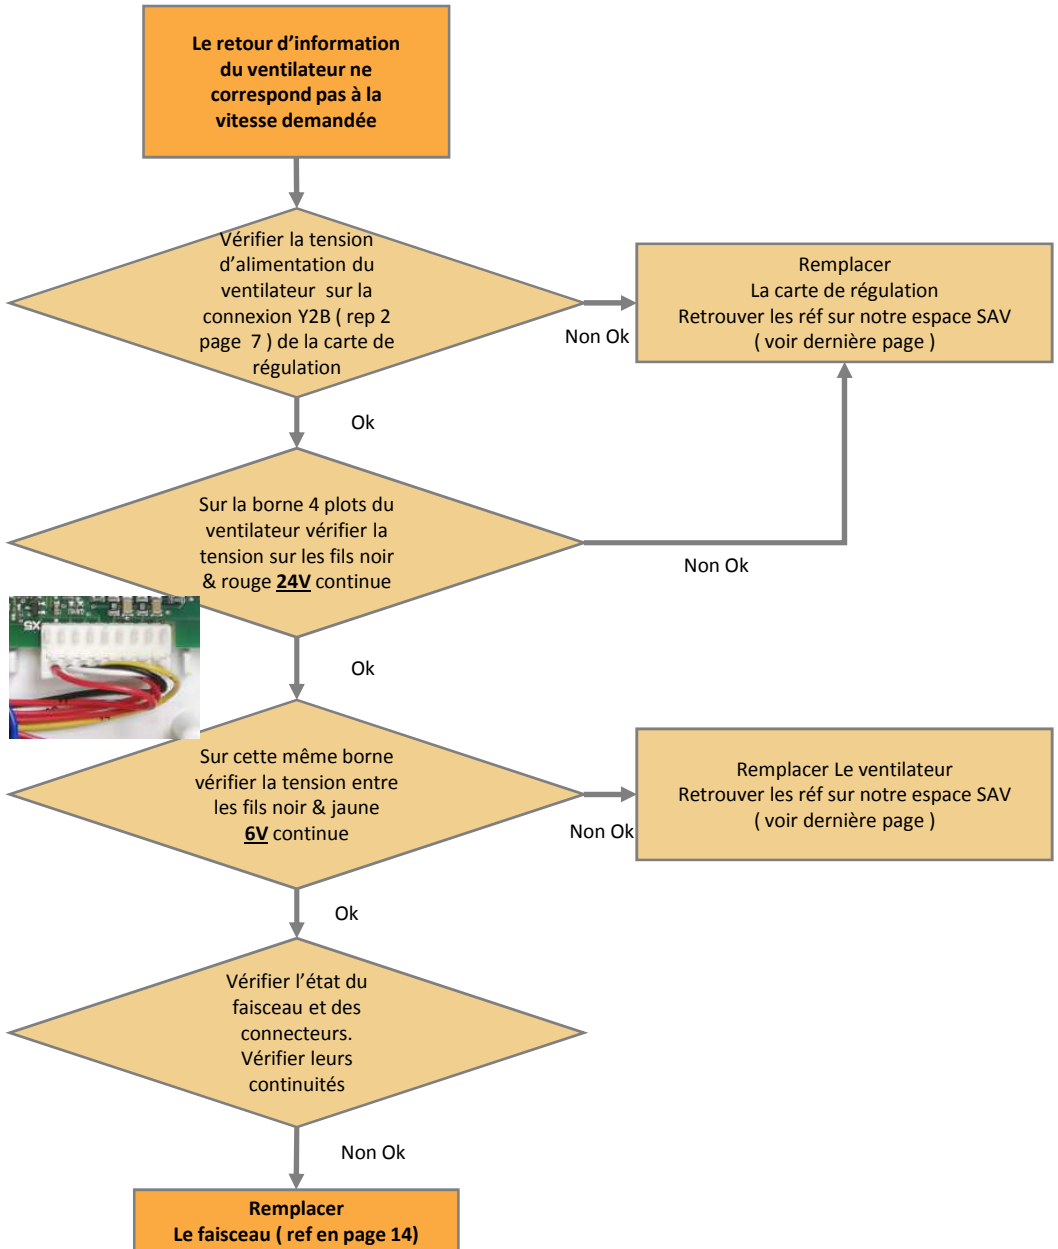 Le retour d’information
du ventilateur ne
correspond pas à la
vitesse demandée
Vérifier la tension
d’alimentation du
ventilateur sur la
connexion Y2B ( rep 2
page 7 ) de la carte de
régulation
Non Ok
Remplacer
La carte de régulation
Retrouver les réf sur notre espace SAV
( voir dernière page )
Ok
Sur la borne 4 plots du
ventilateur vérifier la
tension sur les fils noir
& rouge 24V continue
Non Ok
X5
Ok
Sur cette même borne
vérifier la tension entre
les fils noir & jaune
6V continue
Non Ok
Remplacer Le ventilateur
Retrouver les réf sur notre espace SAV
( voir dernière page )
Ok
Vérifier l’état du
faisceau et des
connecteurs.
Vérifier leurs
continuités
Non Ok
Remplacer
Le faisceau ( ref en page 14)